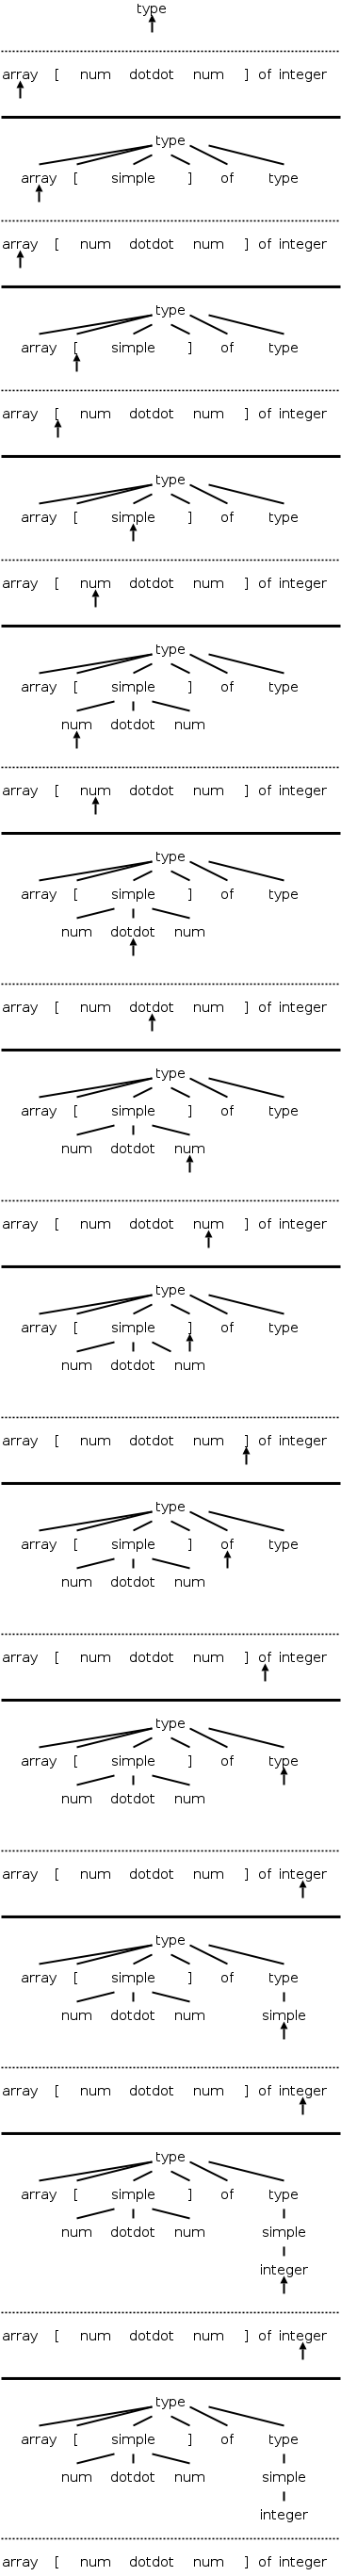 type
array [ num dotdot num ] of integer
type
array [ simple ] of type
array [ num dotdot num ] of integer
type
array [ simple ] of type
array [ num dotdot num ] of integer
type
array [ simple ] of type
array [ num dotdot num ] of integer
type
array [ simple ] of type
num dotdot num
array [ num dotdot num ] of integer
type
array [ simple ] of type
num dotdot num
array [ num dotdot num ] of integer
type
array [ simple ] of type
num dotdot num
array [ num dotdot num ] of integer
type
array [ simple ] of type
num dotdot num
array [ num dotdot num ] of integer
type
array [ simple ] of type
num dotdot num
array [ num dotdot num ] of integer
type
array [ simple ] of type
num dotdot num
array [ num dotdot num ] of integer
type
array [ simple ] of type
num dotdot num simple
array [ num dotdot num ] of integer
type
array [ simple ] of type
num dotdot num simple
integer
array [ num dotdot num ] of integer
type
array [ simple ] of type
num dotdot num simple
integer
array [ num dotdot num ] of integer